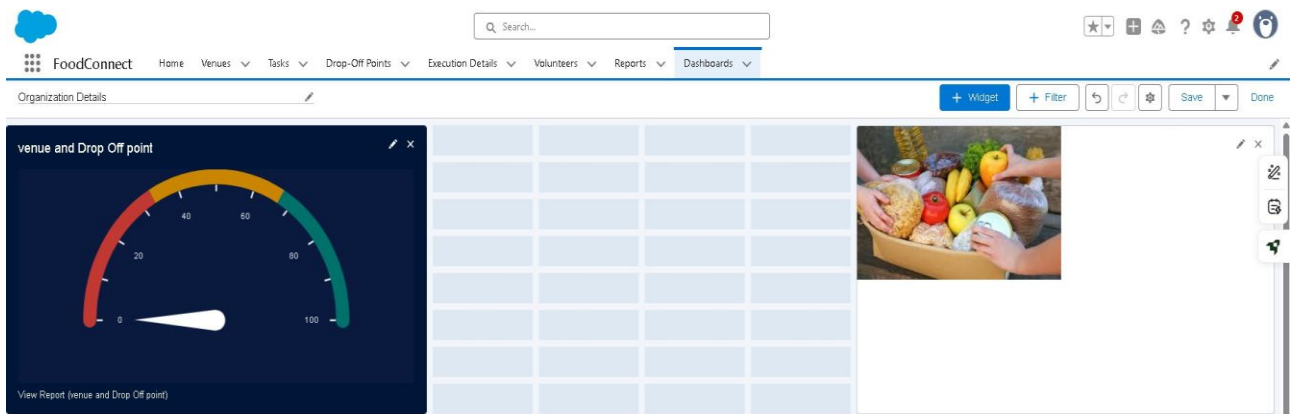 Search...
2
FoodConnect Home Venues Tasks Drop-Off Points Execution Details Volunteers Reports Dashboards
Organization Details + Widget + Filter Save Done
venue and Drop Off point
40 60
20 80
0 100
View Report (venue and Drop Off point)